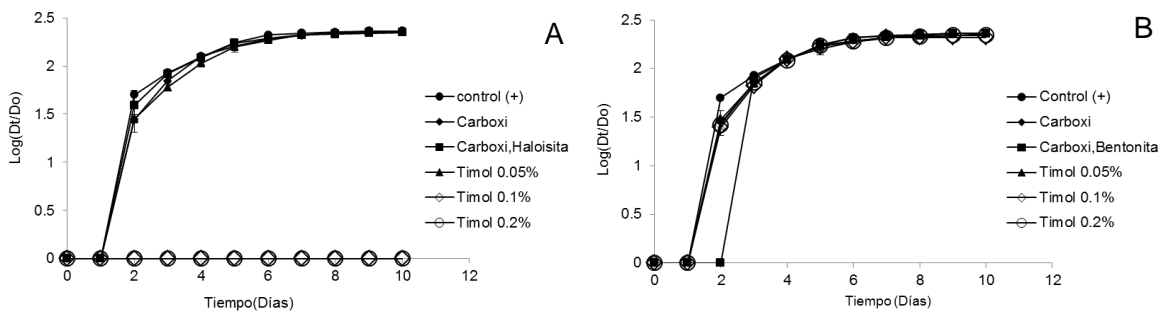 A
Log(Dt/Do)
2.5
2
1.5
1
0.5
0
0 2 4 6 8 10 12
Tiempo(Días)
control (+)
Carboxi
Carboxi,Haloisita
Timol 0.05%
Timol 0.1%
Timol 0.2%
B
Log(Dt/Do)
2.5
2
1.5
1
0.5
0
0 2 4 6 8 10 12
Tiempo (Días)
Control (+)
Carboxi
Carboxi,Bentonita
Timol 0.05%
Timol 0.1%
Timol 0.2%